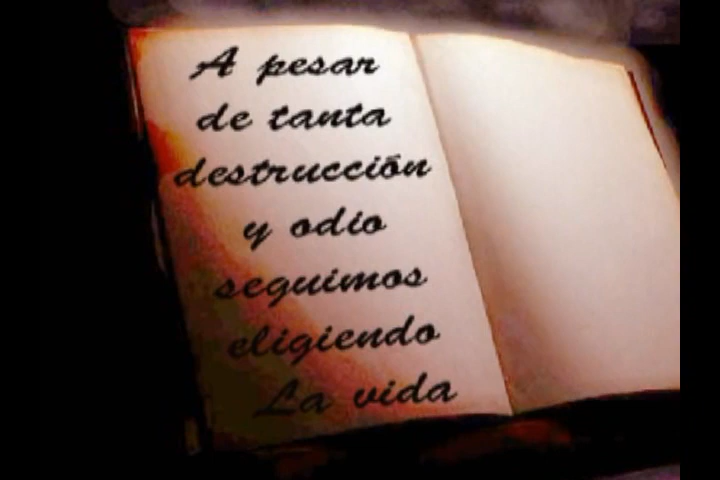 A pesar
de tanta
destrucción
y odio
seguimos
eligiendo
La vida